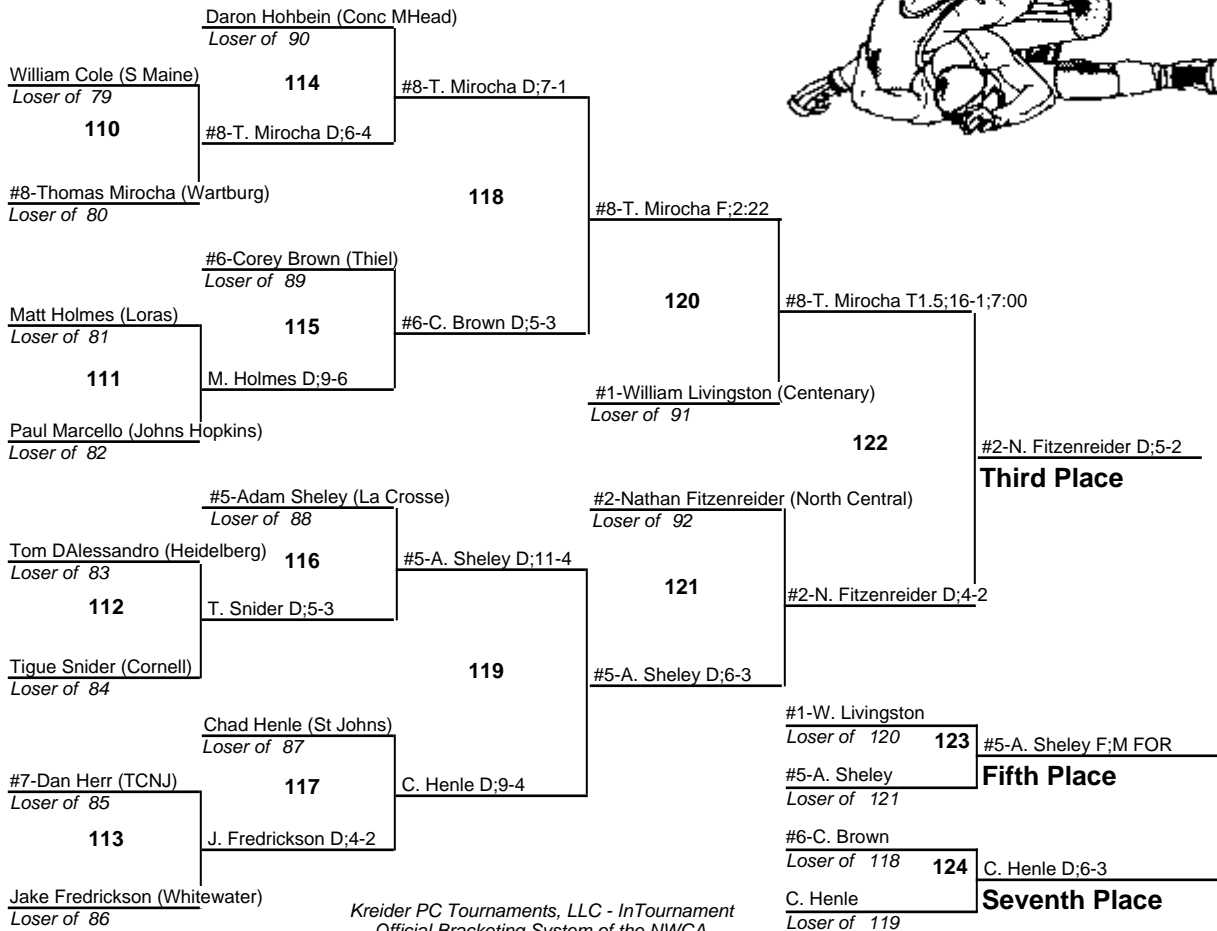 Daron Hohbein (Conc MHead)
Loser of 90
William Cole (S Maine)
Loser of 79
114
#8-T. Mirocha D;7-1
110
#8-T. Mirocha D;6-4
#8-Thomas Mirocha (Wartburg)
Loser of 80
118
#8-T. Mirocha F;2:22
#6-Corey Brown (Thiel)
Loser of 89
Matt Holmes (Loras)
Loser of 81
115
#6-C. Brown D;5-3
120
#8-T. Mirocha T1.5;16-1;7:00
111
M. Holmes D;9-6
#1-William Livingston (Centenary)
Loser of 91
Paul Marcello (Johns Hopkins)
Loser of 82
122
#2-N. Fitzenreider D;5-2
Third Place
#5-Adam Sheley (La Crosse)
Loser of 88
#2-Nathan Fitzenreider (North Central)
Loser of 92
Tom DAlessandro (Heidelberg)
Loser of 83
116
#5-A. Sheley D;11-4
121
112
T. Snider D;5-3
#2-N. Fitzenreider D;4-2
Tigue Snider (Cornell)
Loser of 84
119
#5-A. Sheley D;6-3
Chad Henle (St Johns)
Loser of 87
#1-W. Livingston
Loser of 120
123
#5-A. Sheley F;M FOR
Fifth Place
#5-A. Sheley
Loser of 121
#7-Dan Herr (TCNJ)
Loser of 85
117
C. Henle D;9-4
113
J. Fredrickson D;4-2
#6-C. Brown
Loser of 118
124
C. Henle D;6-3
Seventh Place
C. Henle
Loser of 119
Jake Fredrickson (Whitewater)
Loser of 86
Kreider PC Tournaments, LLC - InTournament
Official Bracketing System of the NWCA